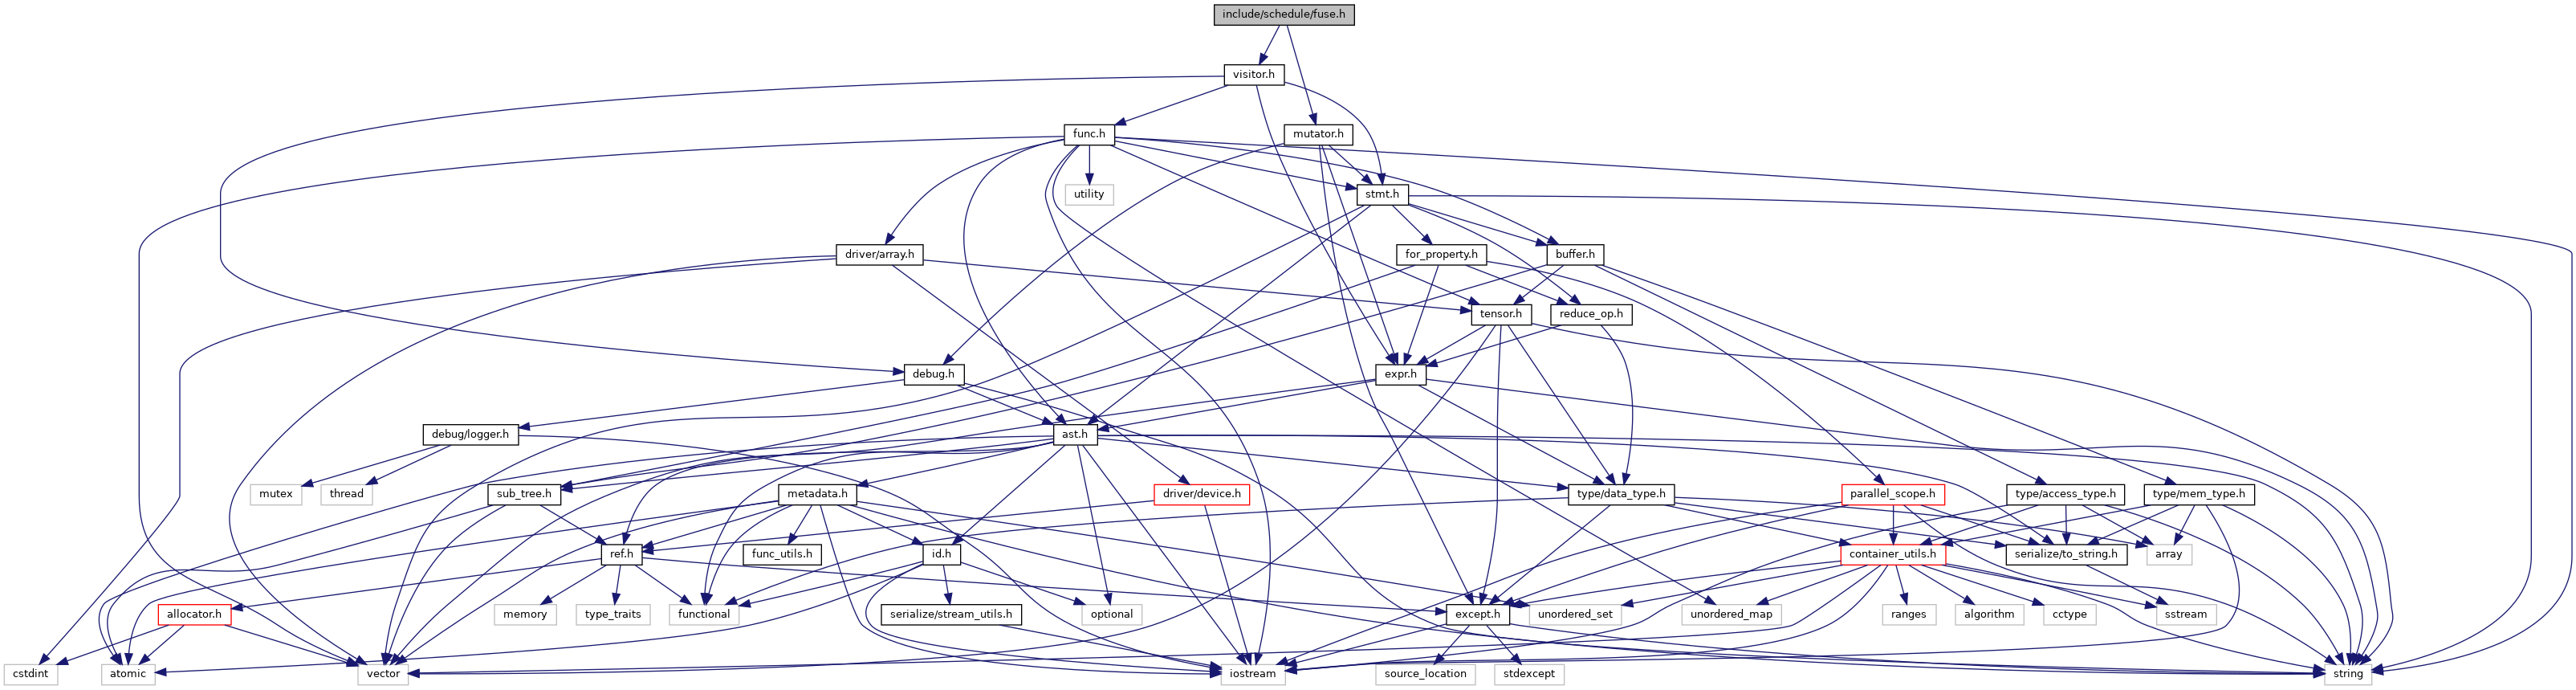 include/schedule/fuse.h
visitor.h
func.h
mutator.h
utility
stmt.h
driver/array.h
for_property.h
buffer.h
tensor.h
reduce_op.h
debug.h
expr.h
debug/logger.h
ast.h
mutex
thread
sub_tree.h
metadata.h
driver/device.h
type/data_type.h
parallel_scope.h
type/access_type.h
type/mem_type.h
ref.h
func_utils.h
id.h
container_utils.h
serialize/to_string.h
array
allocator.h
memory
type_traits
functional
serialize/stream_utils.h
optional
except.h
unordered_set
unordered_map
ranges
algorithm
cctype
sstream
cstdint
atomic
vector
iostream
source_location
stdexcept
string